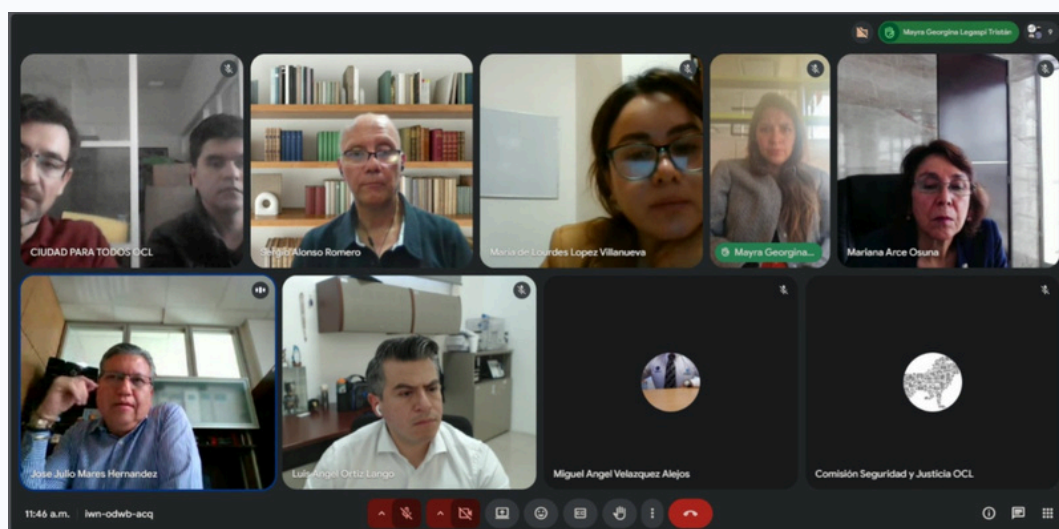 Mayra Georgina Legaspi Tristán
CIUDAD PARA TODOS OCL
Sergio Alonso Romero
Maria de Lourdes Lopez Villanueva
Mayra Georgina...
Mariana Arce Osuna
Jose Julio Mares Hernandez
Luis Angel Ortiz Lango
Miguel Angel Velazquez Alejos
Comisión Seguridad y Justicia OCL
11:46 a.m. | iwn-odwb-acq